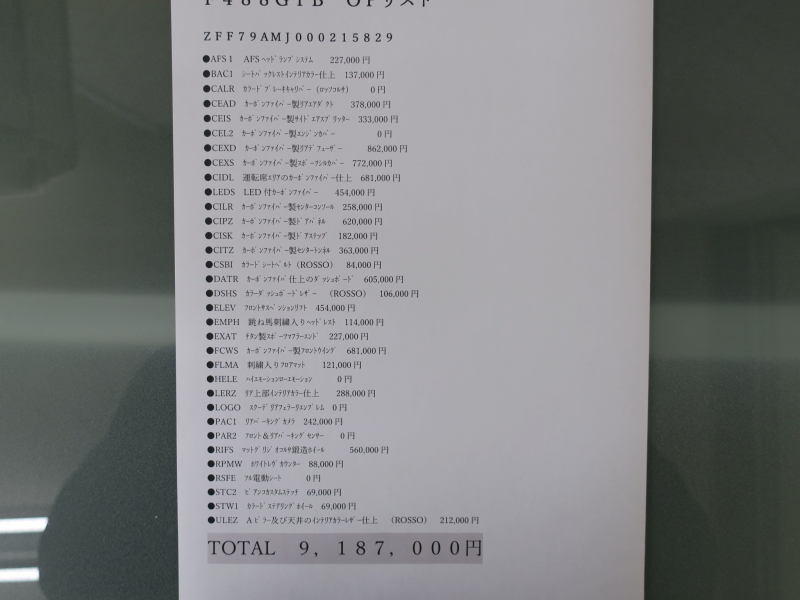 F488GTB OPリスト
ZFF79AMJ000215829
●AFS1 AFSﾍｯﾄﾞﾗﾝﾌﾟｼｽﾃﾑ 227,000円
●BAC1 ｼｰﾄﾊﾞｯｸﾚｽﾄｲﾝﾃﾘｱｶﾗｰ仕上 137,000円
●CALR ｶﾗｰﾄﾞﾌﾞﾚｰｷｷｬﾘﾊﾟｰ（ﾛｯｿｺﾙｻ） 0円
●CEAD ｶｰﾎﾞﾝﾌｧｲﾊﾞｰ製ﾘｱｴｱﾀﾞｸﾄ 378,000円
●CEIS ｶｰﾎﾞﾝﾌｧｲﾊﾞｰ製ｻｲﾄﾞｴｱｽﾌﾟﾘｯﾀｰ 333,000円
●CEL2 ｶｰﾎﾞﾝﾌｧｲﾊﾞｰ製ｴﾝｼﾞﾝｶﾊﾞｰ 0円
●CEXD ｶｰﾎﾞﾝﾌｧｲﾊﾞｰ製ﾘｱﾃﾞﾌｭｰｻﾞｰ 862,000円
●CEXS ｶｰﾎﾞﾝﾌｧｲﾊﾞｰ製ｽﾎﾟｰﾂｼﾙｶﾊﾞｰ 772,000円
●CIDL 運転席ｴﾘｱのｶｰﾎﾞﾝﾌｧｲﾊﾞｰ仕上 681,000円
●LEDS LED付ｶｰﾎﾞﾝﾌｧｲﾊﾞｰ 454,000円
●CILR ｶｰﾎﾞﾝﾌｧｲﾊﾞｰ製ｾﾝﾀｰｺﾝｿｰﾙ 258,000円
●CIPZ ｶｰﾎﾞﾝﾌｧｲﾊﾞｰ製ﾄﾞｱﾊﾟﾈﾙ 620,000円
●CISK ｶｰﾎﾞﾝﾌｧｲﾊﾞｰ製ﾄﾞｱｽﾃｯﾌﾟ 182,000円
●CITZ ｶｰﾎﾞﾝﾌｧｲﾊﾞｰ製ｾﾝﾀｰﾄﾝﾈﾙ 363,000円
●CSBI ｶﾗｰﾄﾞｼｰﾄﾍﾞﾙﾄ（ROSSO） 84,000円
●DATR ｶｰﾎﾞﾝﾌｧｲﾊﾞ仕上のﾀﾞｯｼｭﾎﾞｰﾄﾞ 605,000円
●DSHS ｶﾗｰﾀﾞｯｼｭﾎﾞｰﾄﾞﾚｻﾞｰ （ROSSO） 106,000円
●ELEV ﾌﾛﾝﾄｻｽﾍﾟﾝｼｮﾝﾘﾌﾄ 454,000円
●EMPH 跳ね馬刺繍入りﾍｯﾄﾞﾚｽﾄ 114,000円
●EXAT ﾁﾀﾝ製ｽﾎﾟｰﾂﾏﾌﾗｰｴﾝﾄﾞ 227,000円
●FCWS ｶｰﾎﾞﾝﾌｧｲﾊﾞｰ製ﾌﾛﾝﾄｳｲﾝｸﾞ 681,000円
●FLMA 刺繍入りﾌﾛｱﾏｯﾄ 121,000円
●HELE ﾊｲｴﾓｰｼｮﾝﾛｰｴﾓｰｼｮﾝ 0円
●LERZ ﾘｱ上部ｲﾝﾃﾘｱｶﾗｰ仕上 288,000円
●LOGO ｽｸｰﾃﾞﾘｱﾌｪﾗｰﾘｴﾝﾌﾞﾚﾑ 0円
●PAC1 ﾘｱﾊﾟｰｷﾝｸﾞｶﾒﾗ 242,000円
●PAR2 ﾌﾛﾝﾄ&ﾘｱﾊﾟｰｷﾝｸﾞｾﾝｻｰ 0円
●RIFS ﾏｯﾄｸﾞﾘｼﾞｵｺﾙｻ鍛造ﾎｲｰﾙ 560,000円
●RPMW ﾎﾜｲﾄﾚｳﾞｶｳﾝﾀｰ 88,000円
●RSFE ﾌﾙ電動ｼｰﾄ 0円
●STC2 ﾋﾞｱﾝｺｶｽﾀﾑｽﾃｯﾁ 69,000円
●STW1 ｶﾗｰﾄﾞｽﾃｱﾘﾝｸﾞﾎｲｰﾙ 69,000円
●ULEZ Aﾋﾟﾗｰ及び天井のｲﾝﾃﾘｱｶﾗｰﾚｻﾞｰ仕上 （ROSSO） 212,000円
TOTAL 9,187,000円